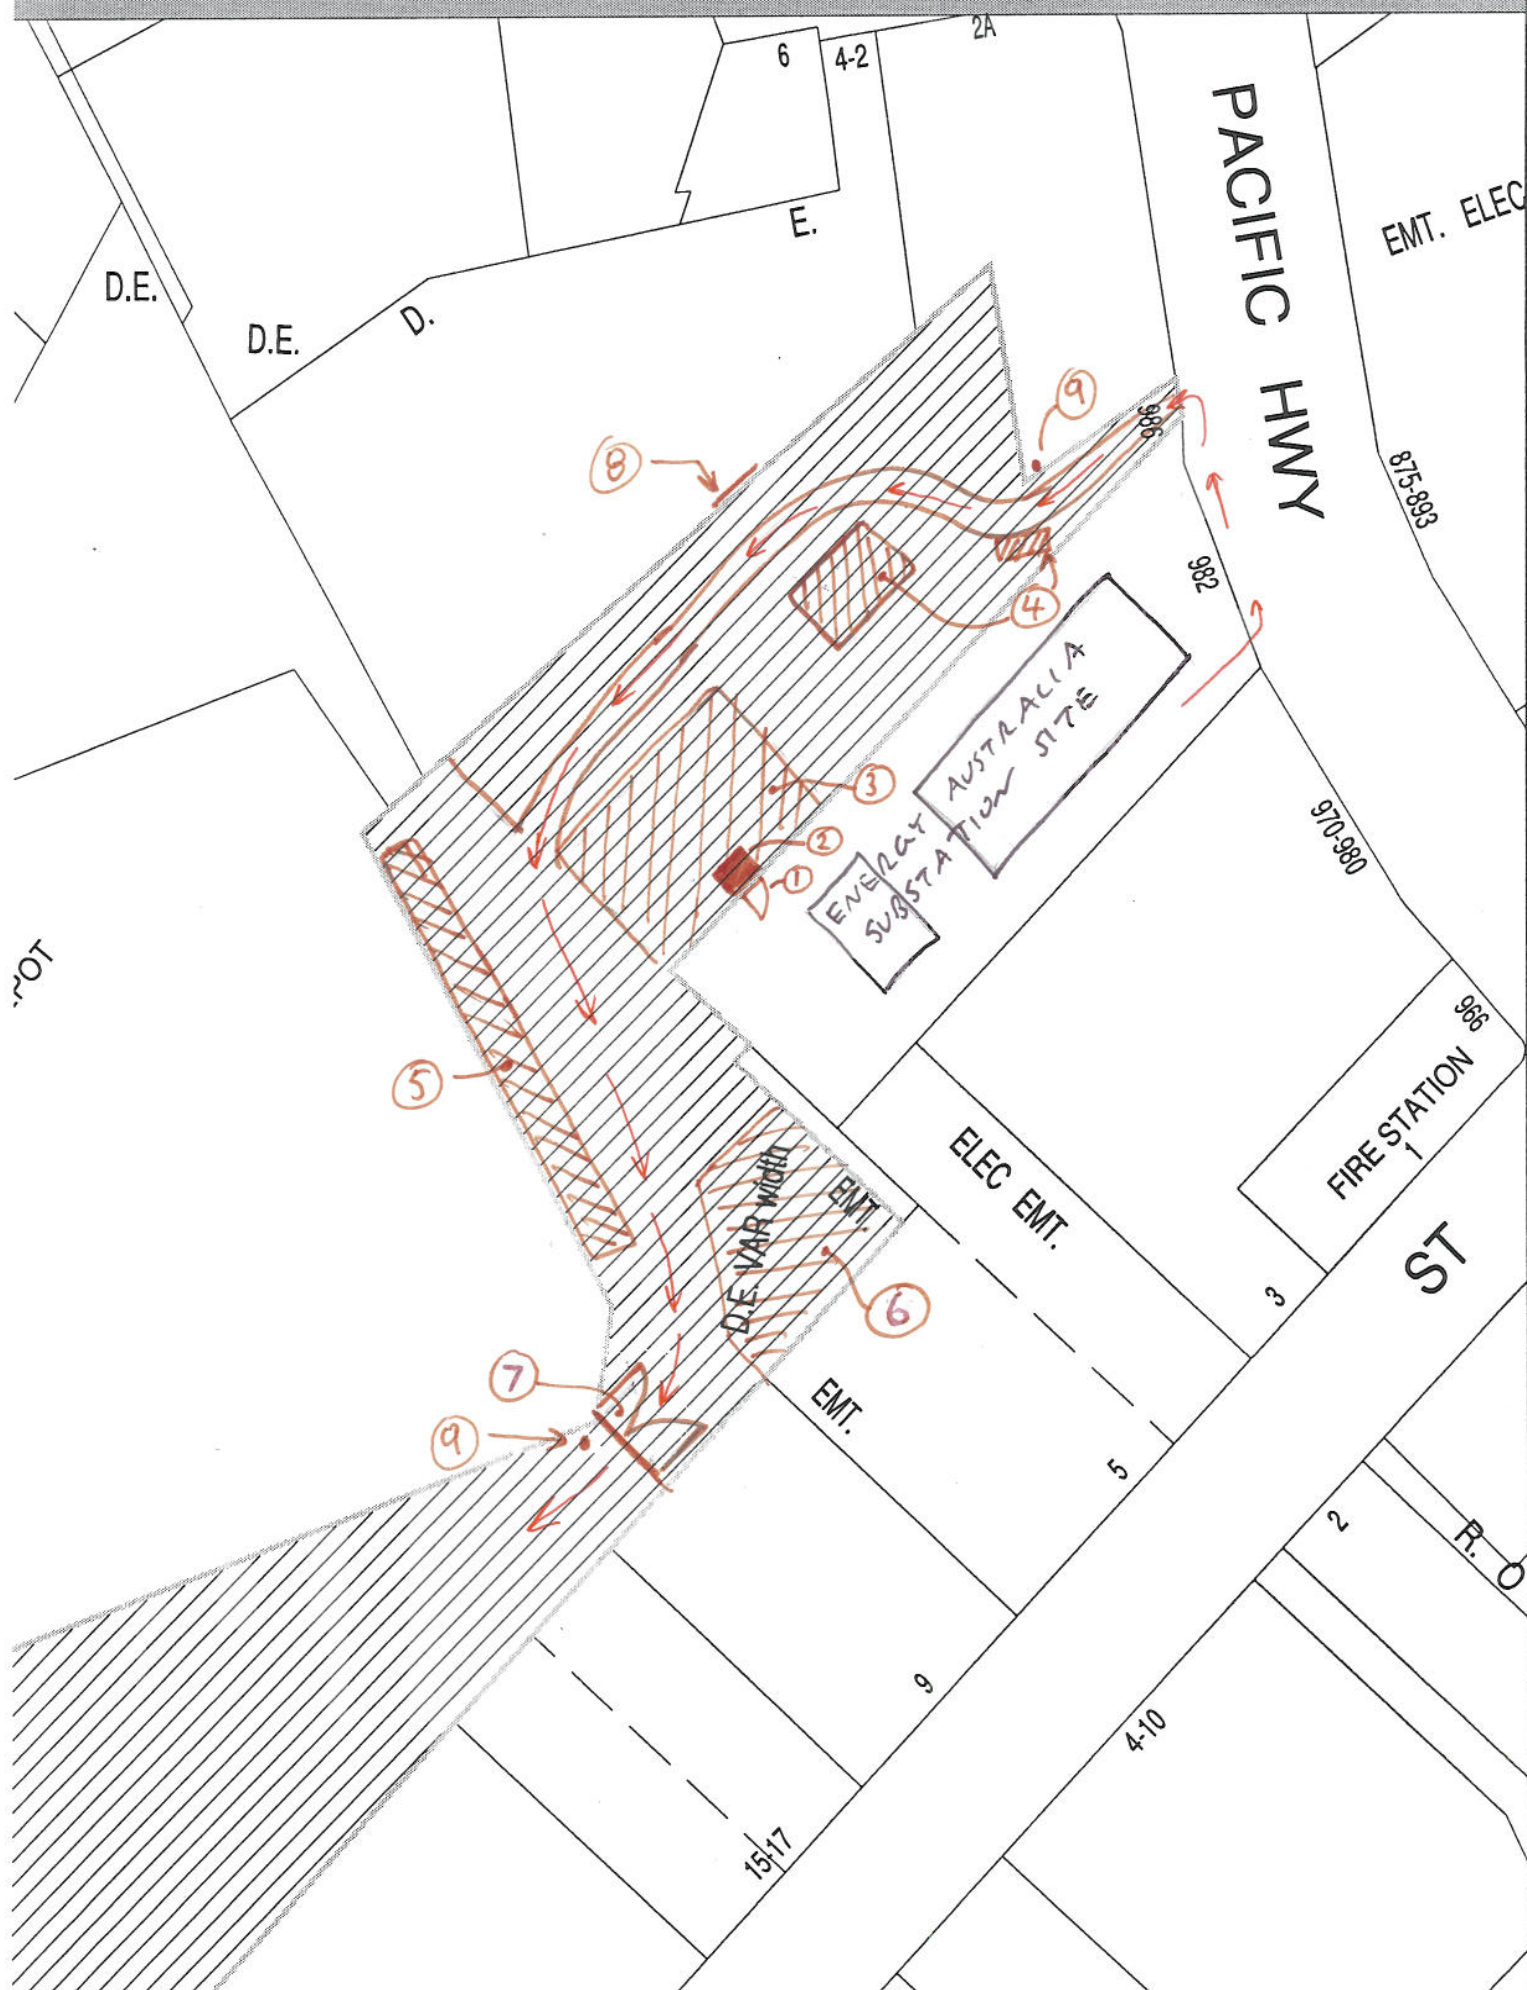 2A
6
4-2
PACIFIC HWY
EMT. ELEC
E.
D.E.
D.
D.E.
9
986
8
875-893
982
4
ENERGY AUSTRALIA
SUBSTATION SITE
3
2
1
970-980
966
5
FIRE STATION
1
ELEC EMT.
D.E. VAR width
EMT.
ST
6
3
7
EMT.
9
5
2
R. O
9
4-10
15-17